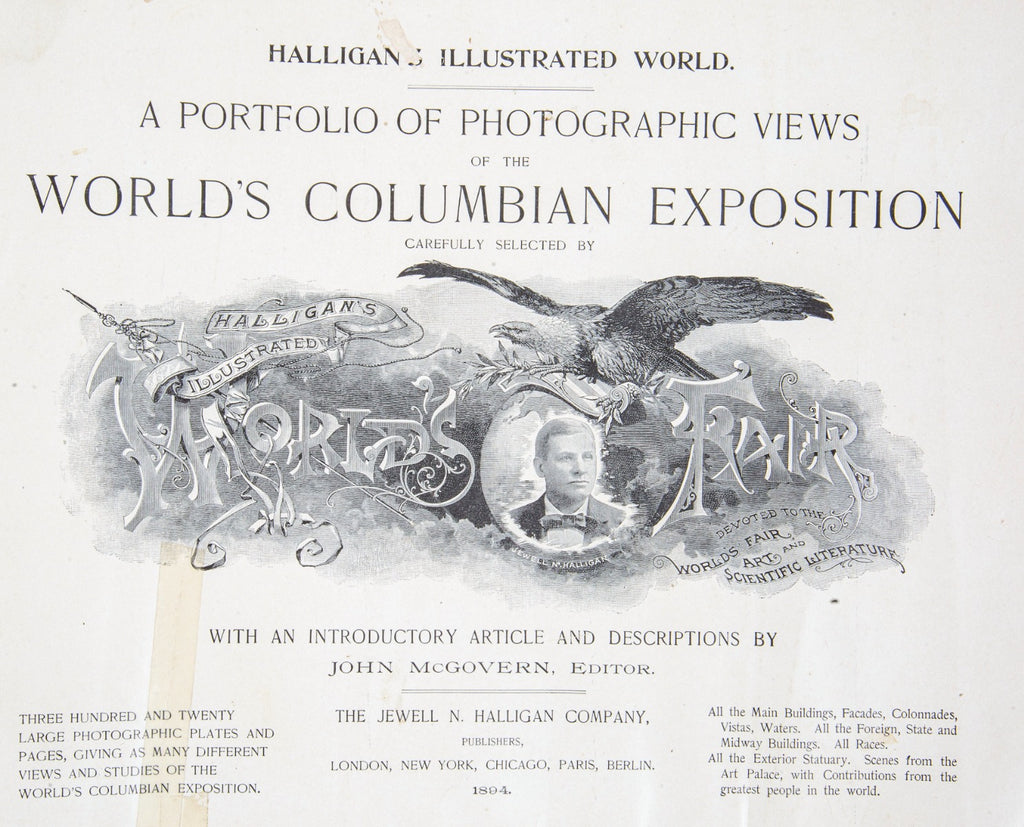 HALLIGAN'S ILLUSTRATED WORLD.
A PORTFOLIO OF PHOTOGRAPHIC VIEWS
OF THE
WORLD'S COLUMBIAN EXPOSITION
CAREFULLY SELECTED BY
HALLIGAN'S
ILLUSTRATED
WORLD'S FAIR
JEWELL N. HALLIGAN
DEVOTED TO THE
WORLD'S FAIR,
ART AND
SCIENTIFIC LITERATURE
WITH AN INTRODUCTORY ARTICLE AND DESCRIPTIONS BY
JOHN McGOVERN, EDITOR.
THREE HUNDRED AND TWENTY
LARGE PHOTOGRAPHIC PLATES AND
PAGES, GIVING AS MANY DIFFERENT
VIEWS AND STUDIES OF THE
WORLD'S COLUMBIAN EXPOSITION.
THE JEWELL N. HALLIGAN COMPANY,
PUBLISHERS,
LONDON, NEW YORK, CHICAGO, PARIS, BERLIN.
1894.
All the Main Buildings, Facades, Colonnades,
Vistas, Waters. All the Foreign, State and
Midway Buildings. All Races.
All the Exterior Statuary. Scenes from the
Art Palace, with Contributions from the
greatest people in the world.